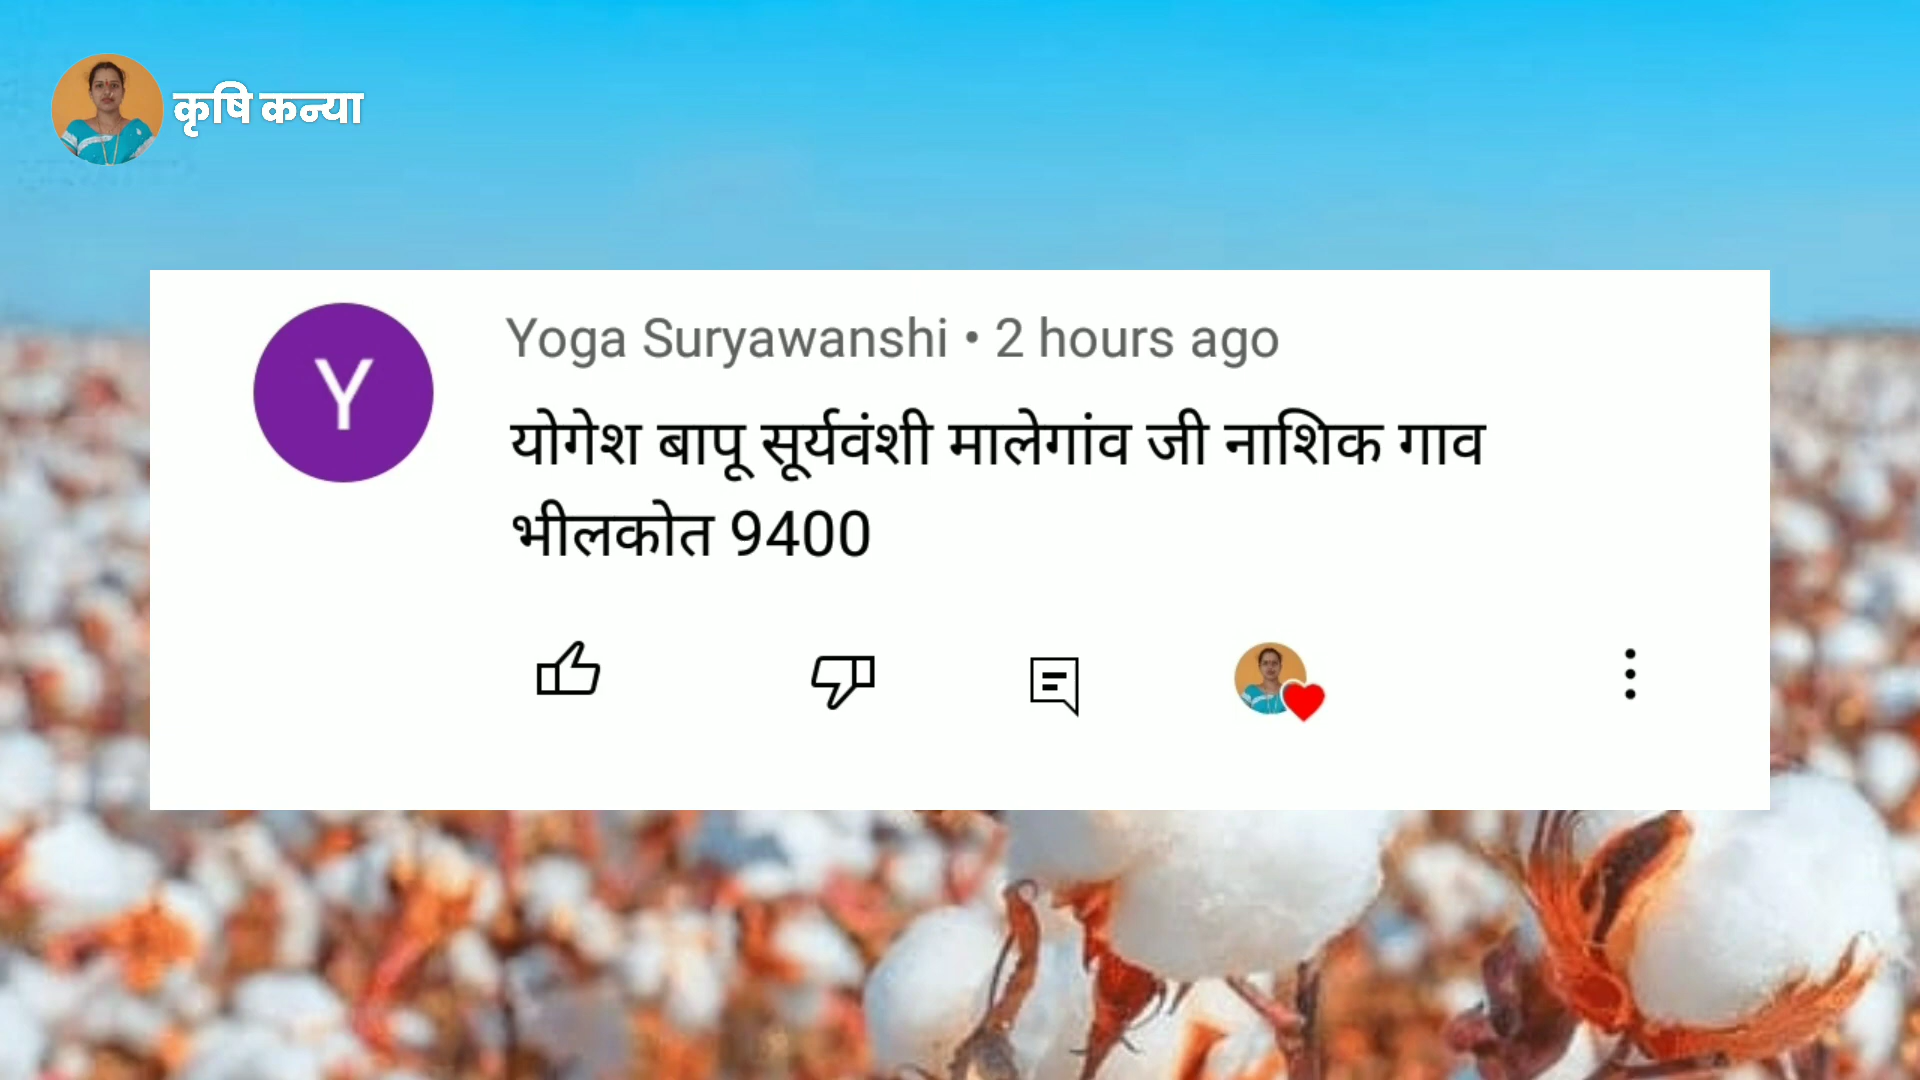 कृषि कन्या
Y
Yoga Suryawanshi • 2 hours ago
योगेश बापू सूर्यवंशी मालेगांव जी नाशिक गाव
भीलकोत 9400